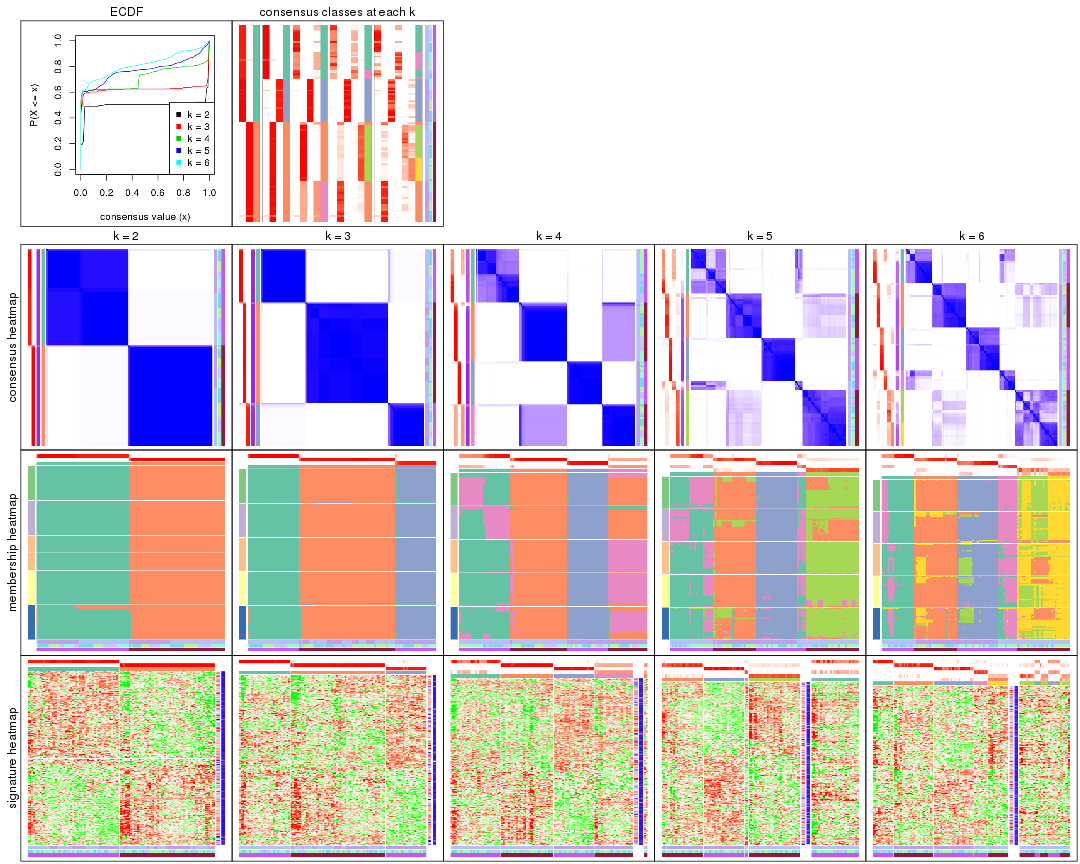 ECDF
consensus classes at each k
P(X <= x)
0.0 0.2 0.4 0.6 0.8 1.0
k = 2
k = 3
k = 4
k = 5
k = 6
0.0 0.2 0.4 0.6 0.8 1.0
consensus value (x)
k = 2 k = 3 k = 4 k = 5 k = 6
consensus heatmap
membership heatmap
signature heatmap